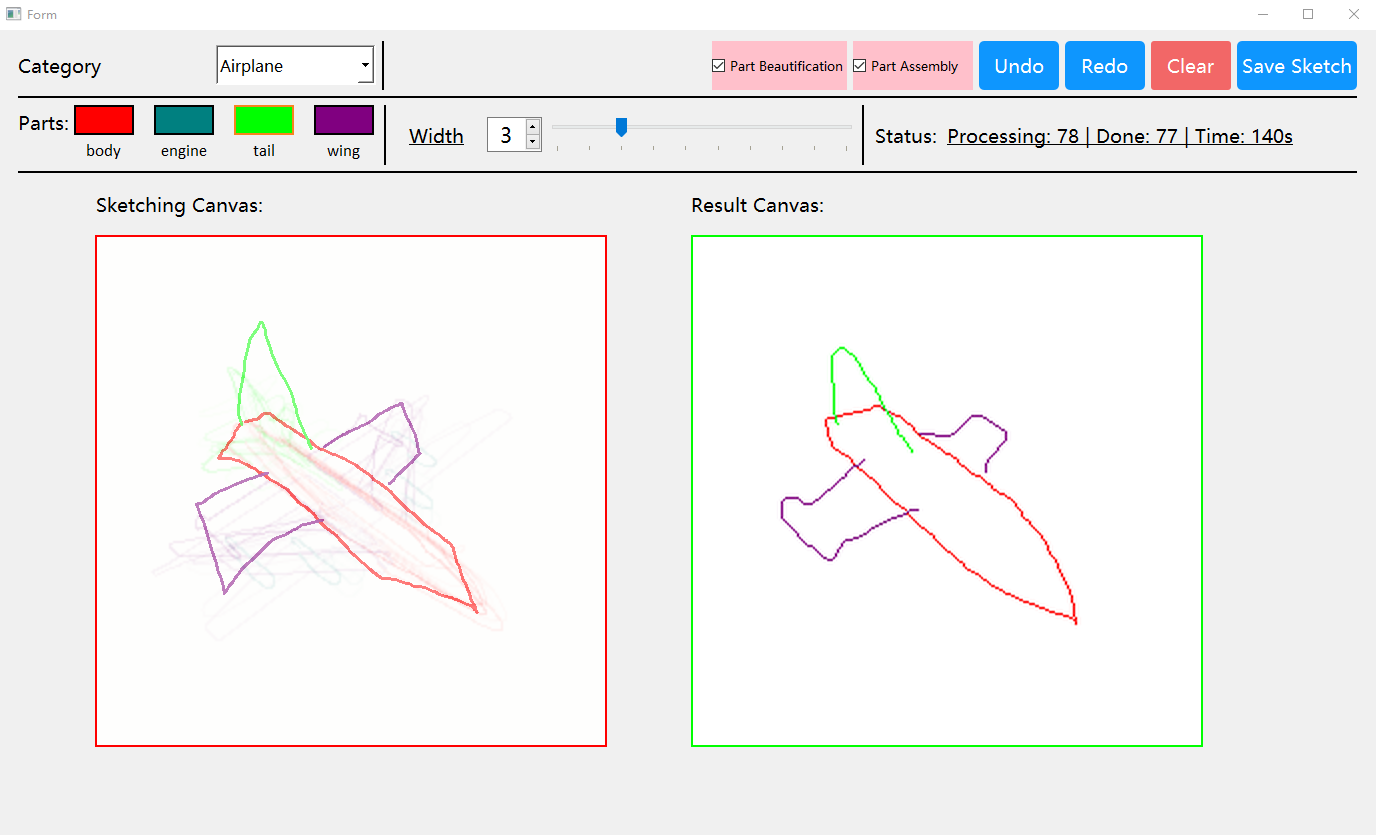 Form
Category Airplane Part Beautification Part Assembly Undo Redo Clear Save Sketch
Parts: Width 3 Status: Processing: 78 | Done: 77 | Time: 140s
body engine tail wing
Sketching Canvas: Result Canvas: